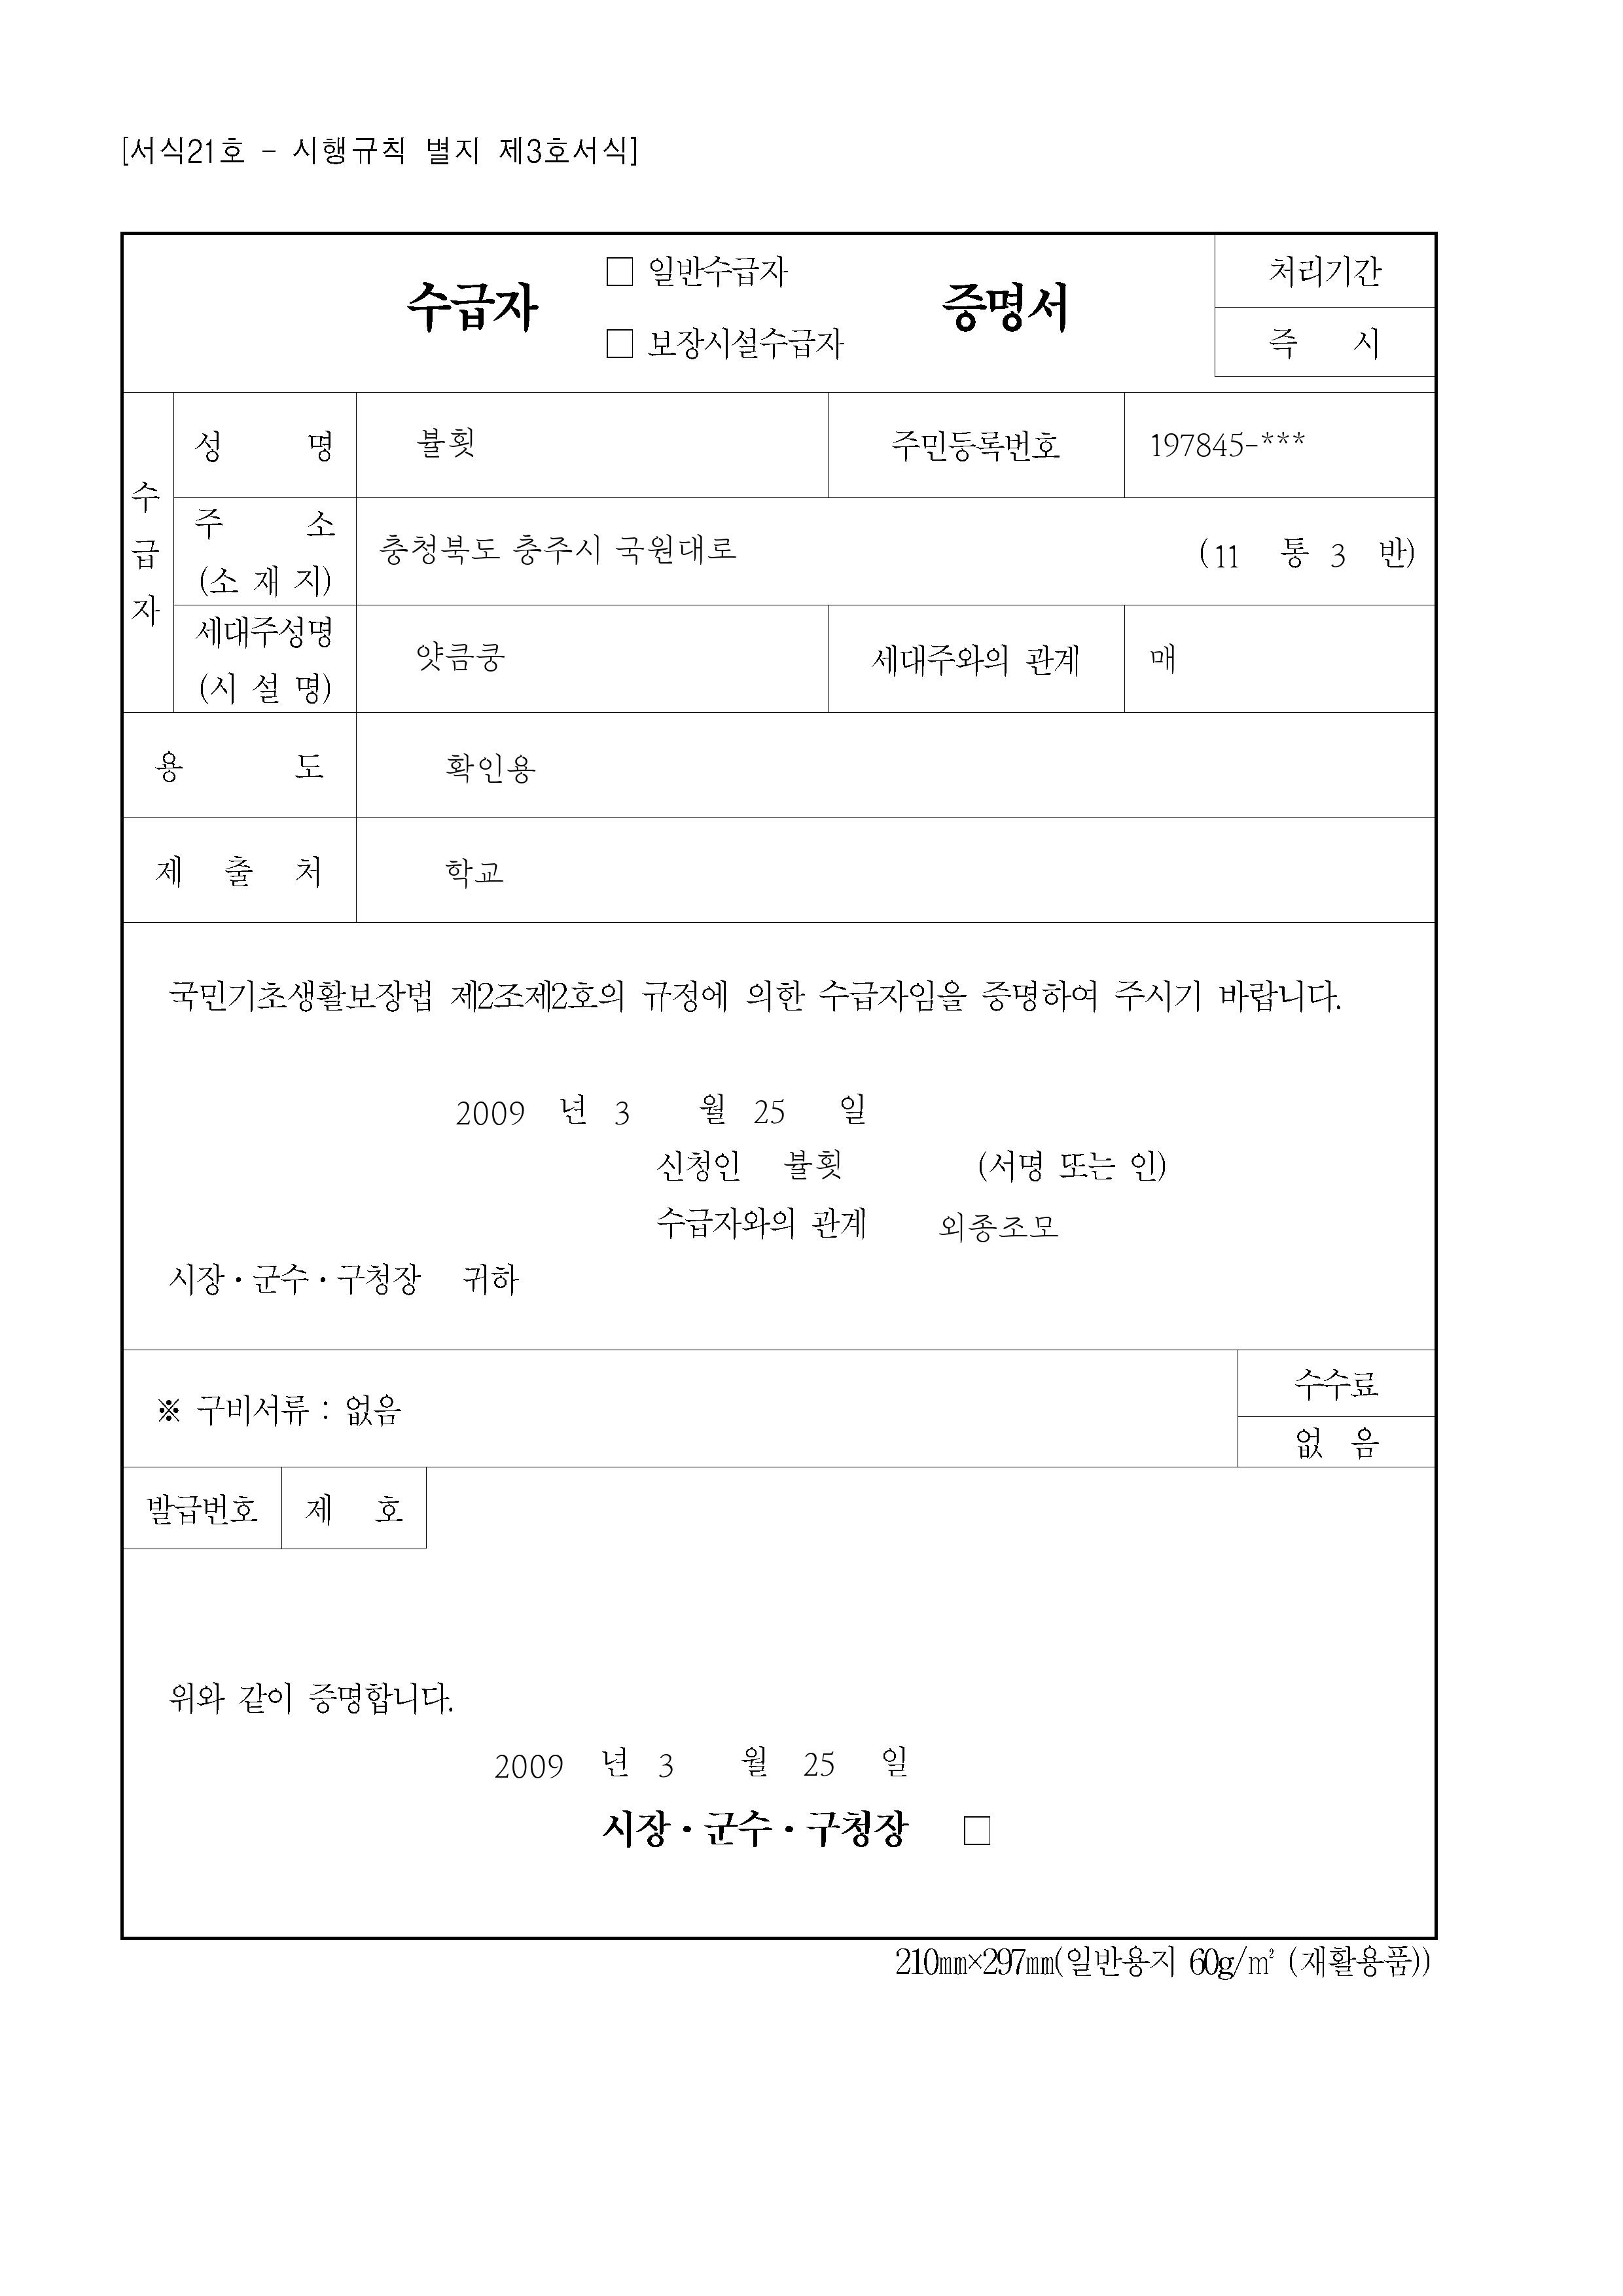 [서식21호 - 시행규칙 별지 제3호서식]
수급자 □ 일반수급자 □ 보장시설수급자 증명서
처리기간
즉 시
수급자
성 명 뷸횟 주민등록번호 197845-***
주 소 (소 재 지) 충청북도 충주시 국원대로 (11 통 3 반)
세대주성명 (시 설 명) 얏큼쿵 세대주와의 관계 매
용 도 확인용
제 출 처 학교
국민기초생활보장법 제2조제2호의 규정에 의한 수급자임을 증명하여 주시기 바랍니다.
2009 년 3 월 25 일
신청인 뷸횟 (서명 또는 인)
수급자와의 관계 외종조모
시장·군수·구청장 귀하
※ 구비서류 : 없음
수수료
없 음
발급번호 제 호
위와 같이 증명합니다.
2009 년 3 월 25 일
시장·군수·구청장 □
210㎜×297㎜(일반용지 60g/㎡ (재활용품))